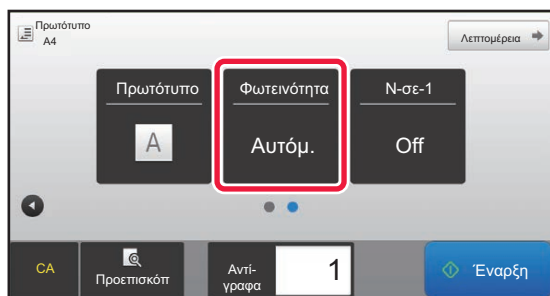 Πρωτότυπο
A4
Λεπτομέρεια
Πρωτότυπο
Φωτεινότητα
N-σε-1
A
Αυτόμ.
Off
CA
Προεπισκόπ
Αντί-
γραφα
1
Έναρξη